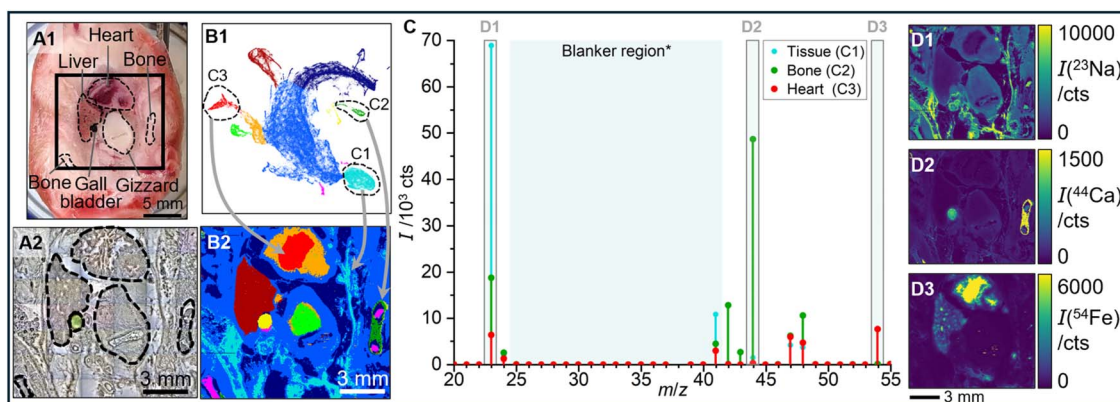 A1
Heart
Liver
Bone
Bone
Gall
bladder
Gizzard
5 mm
A2
3 mm
B1
C3
C2
C1
B2
3 mm
C
D1
D2
D3
Blanker region*
Tissue (C1)
Bone (C2)
Heart (C3)
I /10³ cts
70
60
50
40
30
20
10
0
20 25 30 35 40 45 50 55
m/z
D1
10000
I(²³Na)
/cts
0
D2
1500
I(⁴⁴Ca)
/cts
0
D3
6000
I(⁵⁴Fe)
/cts
0
3 mm